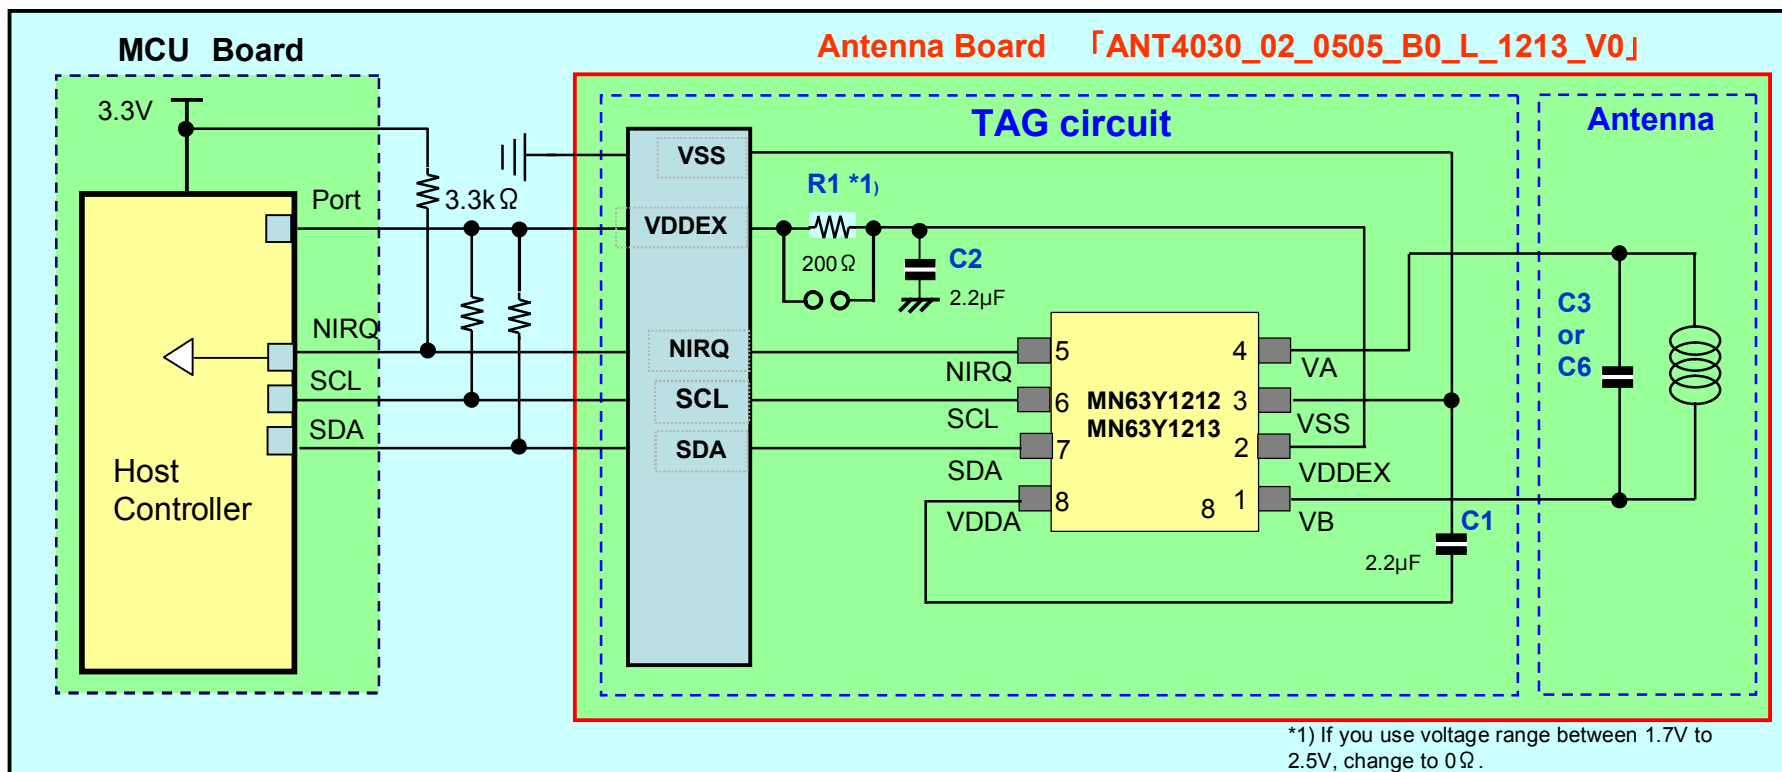 MCU Board
Antenna Board 「ANT4030_02_0505_B0_L_1213_V0」
3.3V
TAG circuit
Antenna
VSS
Port
3.3kΩ
R1 *1)
VDDEX
200Ω
C2
2.2µF
C3
or
C6
NIRQ
NIRQ
5
4
NIRQ
VA
SCL
SCL
6
MN63Y1212
3
SCL
MN63Y1213
VSS
SDA
SDA
7
2
SDA
VDDEX
Host
Controller
8
8
1
VDDA
VB
C1
2.2µF
*1) If you use voltage range between 1.7V to
2.5V, change to 0Ω.